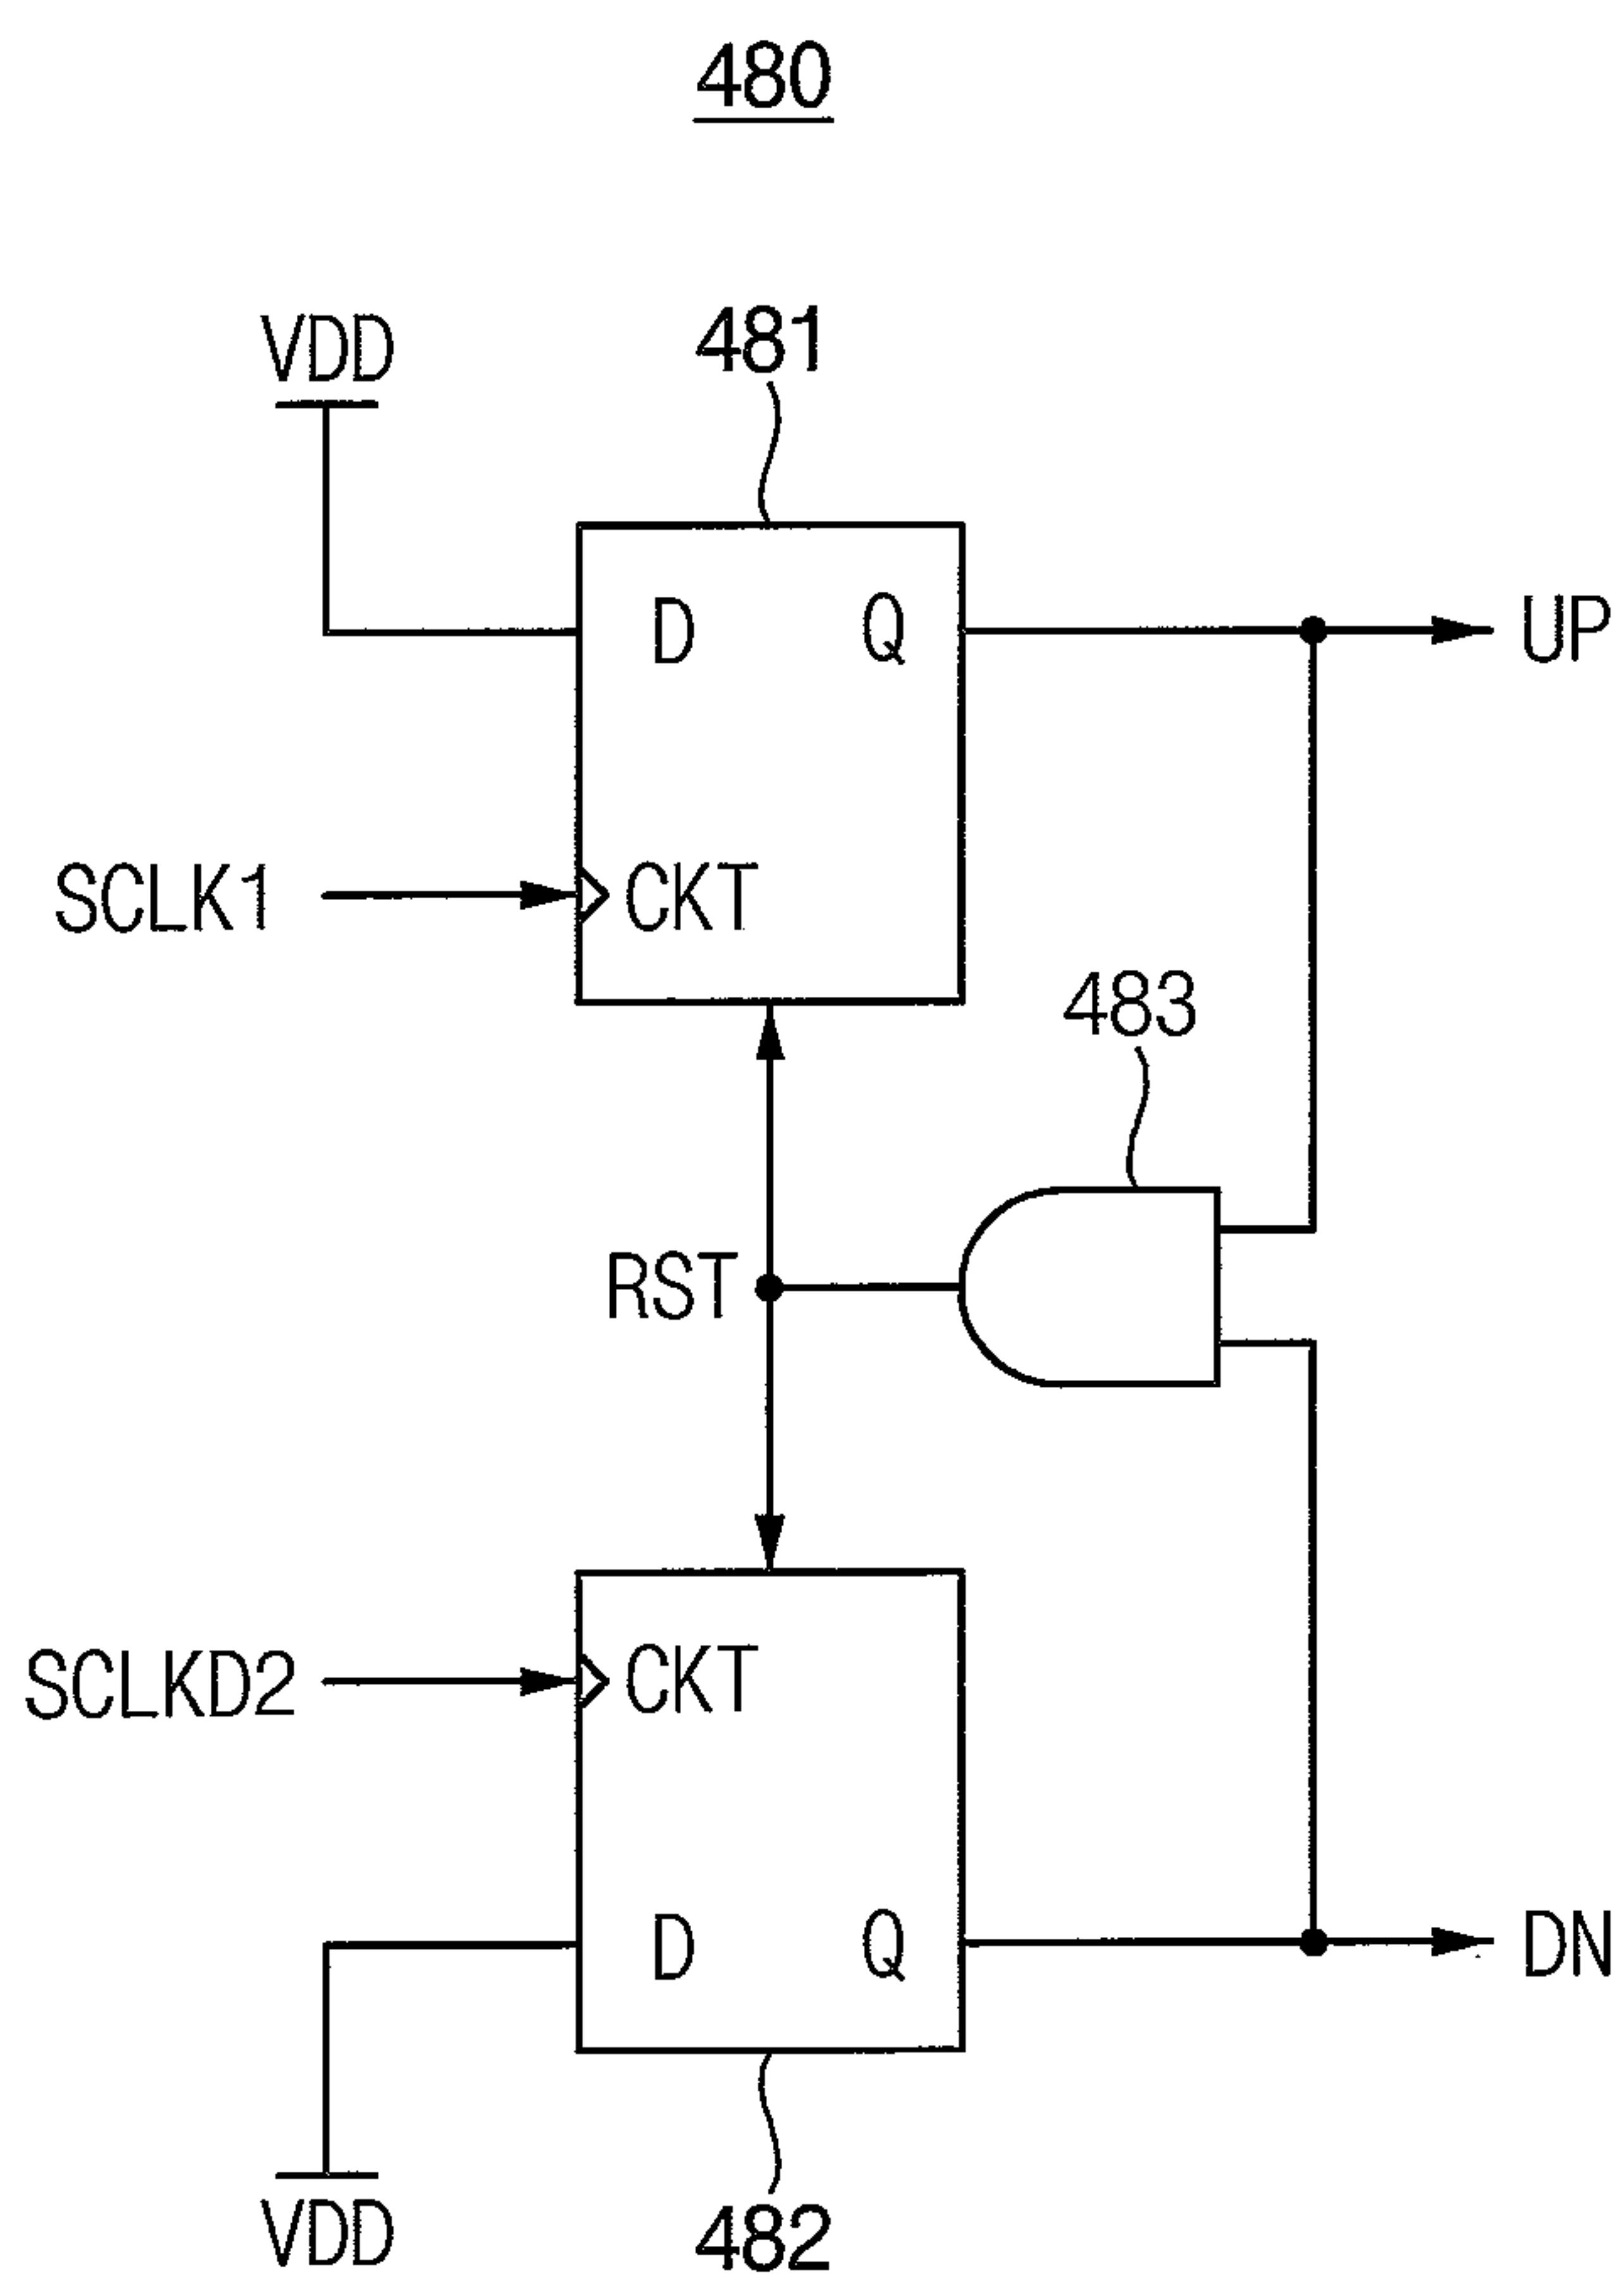 480
481
VDD
D Q
UP
SCLK1
CKT
483
RST
SCLKD2
CKT
D Q
DN
VDD
482